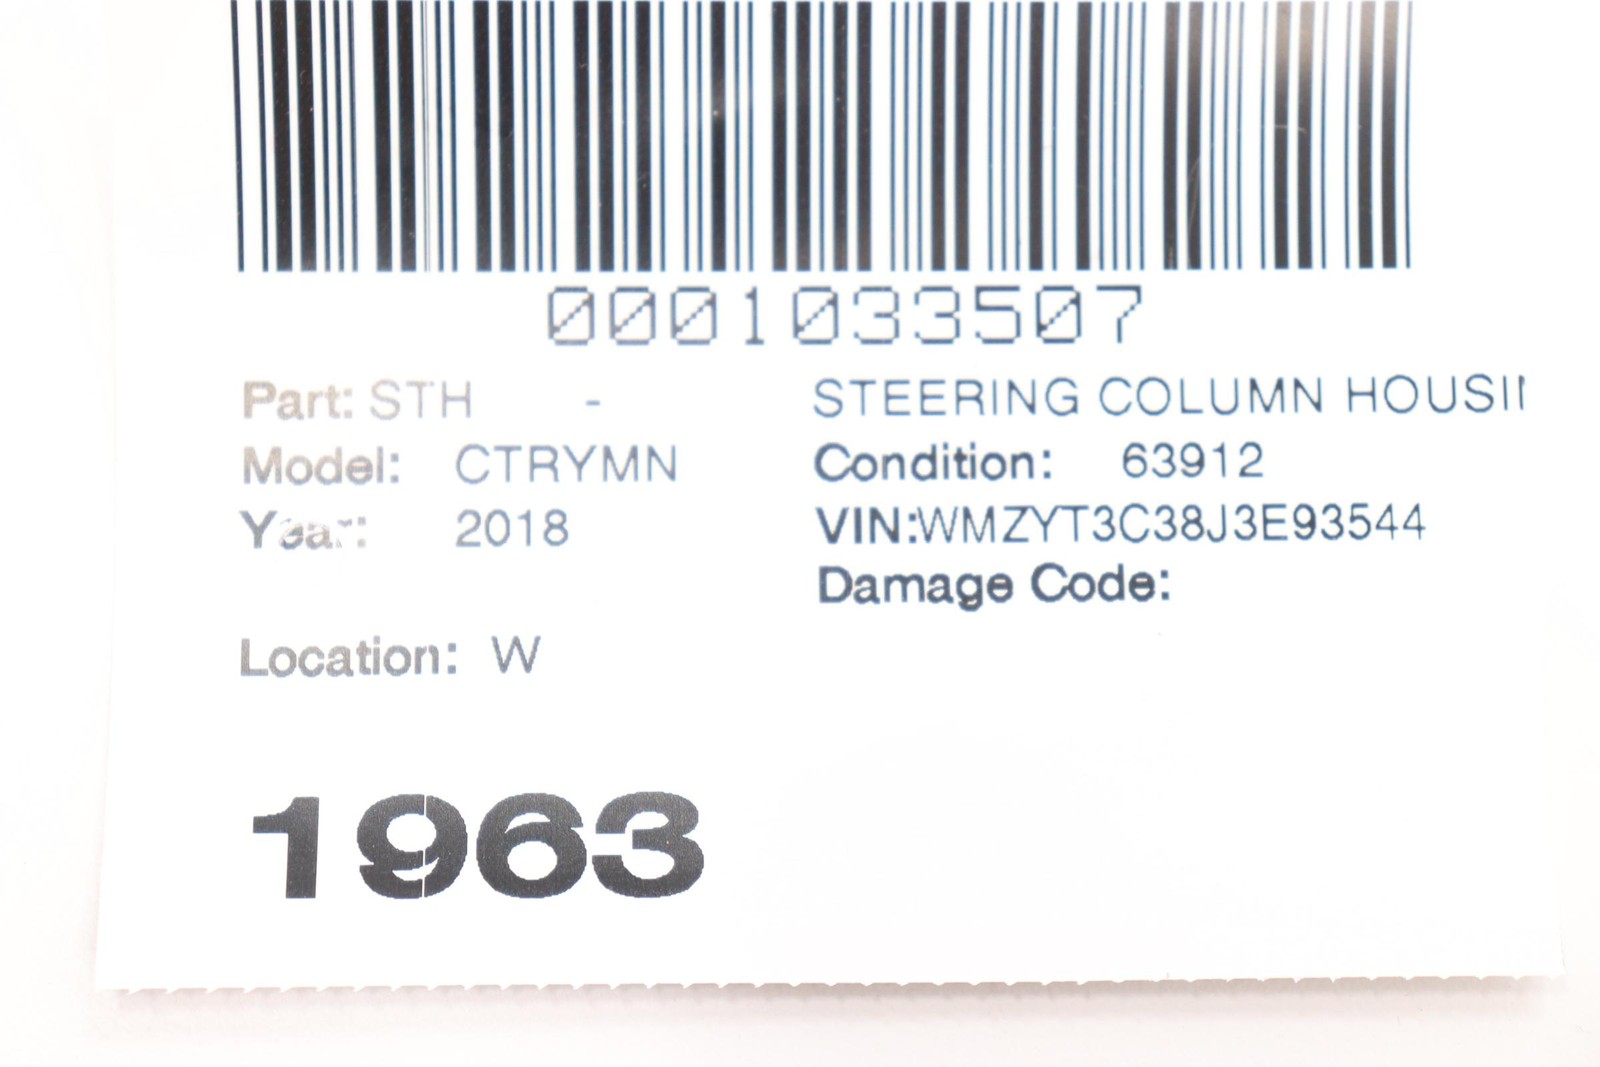 0001033507
Part: STH - STEERING COLUMN HOUSI
Model: CTRYMN Condition: 63912
Year: 2018 VIN:WMZYT3C38J3E93544
Damage Code:
Location: W
1963